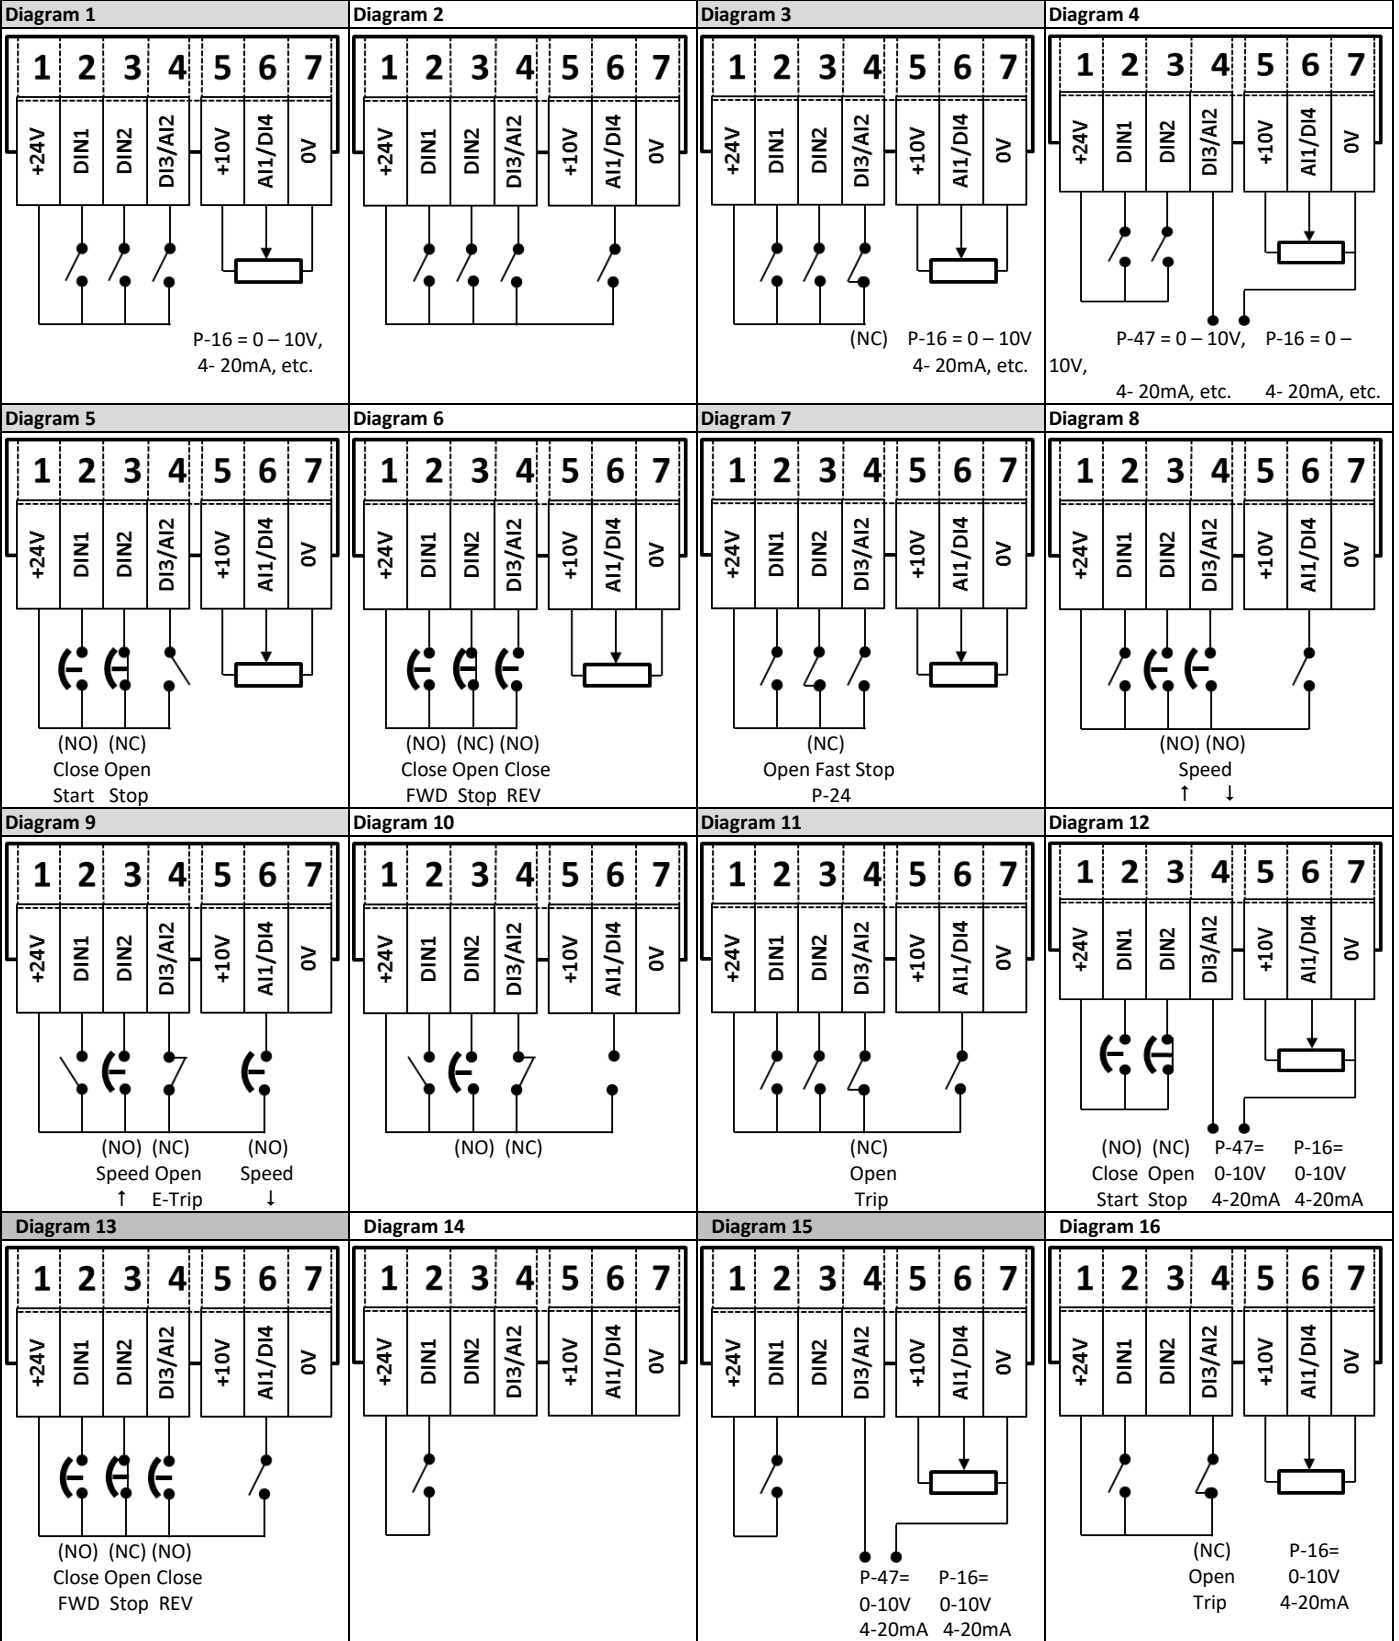 Diagram 1
1 2 3 4 5 6 7
+24V DIN1 DIN2 DI3/AI2 +10V AI1/DI4 0V
P-16 = 0 – 10V,
4- 20mA, etc.
Diagram 2
1 2 3 4 5 6 7
+24V DIN1 DIN2 DI3/AI2 +10V AI1/DI4 0V
Diagram 3
1 2 3 4 5 6 7
+24V DIN1 DIN2 DI3/AI2 +10V AI1/DI4 0V
(NC) P-16 = 0 – 10V
4- 20mA, etc.
Diagram 4
1 2 3 4 5 6 7
+24V DIN1 DIN2 DI3/AI2 +10V AI1/DI4 0V
P-47 = 0 – 10V, P-16 = 0 –
10V,
4- 20mA, etc. 4- 20mA, etc.
Diagram 5
1 2 3 4 5 6 7
+24V DIN1 DIN2 DI3/AI2 +10V AI1/DI4 0V
(NO) (NC)
Close Open
Start Stop
Diagram 6
1 2 3 4 5 6 7
+24V DIN1 DIN2 DI3/AI2 +10V AI1/DI4 0V
(NO) (NC) (NO)
Close Open Close
FWD Stop REV
Diagram 7
1 2 3 4 5 6 7
+24V DIN1 DIN2 DI3/AI2 +10V AI1/DI4 0V
(NC)
Open Fast Stop
P-24
Diagram 8
1 2 3 4 5 6 7
+24V DIN1 DIN2 DI3/AI2 +10V AI1/DI4 0V
(NO) (NO)
Speed
↑ ↓
Diagram 9
1 2 3 4 5 6 7
+24V DIN1 DIN2 DI3/AI2 +10V AI1/DI4 0V
(NO) (NC) (NO)
Speed Open Speed
↑ E-Trip ↓
Diagram 10
1 2 3 4 5 6 7
+24V DIN1 DIN2 DI3/AI2 +10V AI1/DI4 0V
(NO) (NC)
Diagram 11
1 2 3 4 5 6 7
+24V DIN1 DIN2 DI3/AI2 +10V AI1/DI4 0V
(NC)
Open
Trip
Diagram 12
1 2 3 4 5 6 7
+24V DIN1 DIN2 DI3/AI2 +10V AI1/DI4 0V
(NO) (NC) P-47= P-16=
Close Open 0-10V 0-10V
Start Stop 4-20mA 4-20mA
Diagram 13
1 2 3 4 5 6 7
+24V DIN1 DIN2 DI3/AI2 +10V AI1/DI4 0V
(NO) (NC) (NO)
Close Open Close
FWD Stop REV
Diagram 14
1 2 3 4 5 6 7
+24V DIN1 DIN2 DI3/AI2 +10V AI1/DI4 0V
Diagram 15
1 2 3 4 5 6 7
+24V DIN1 DIN2 DI3/AI2 +10V AI1/DI4 0V
P-47= P-16=
0-10V 0-10V
4-20mA 4-20mA
Diagram 16
1 2 3 4 5 6 7
+24V DIN1 DIN2 DI3/AI2 +10V AI1/DI4 0V
(NC) P-16=
Open 0-10V
Trip 4-20mA